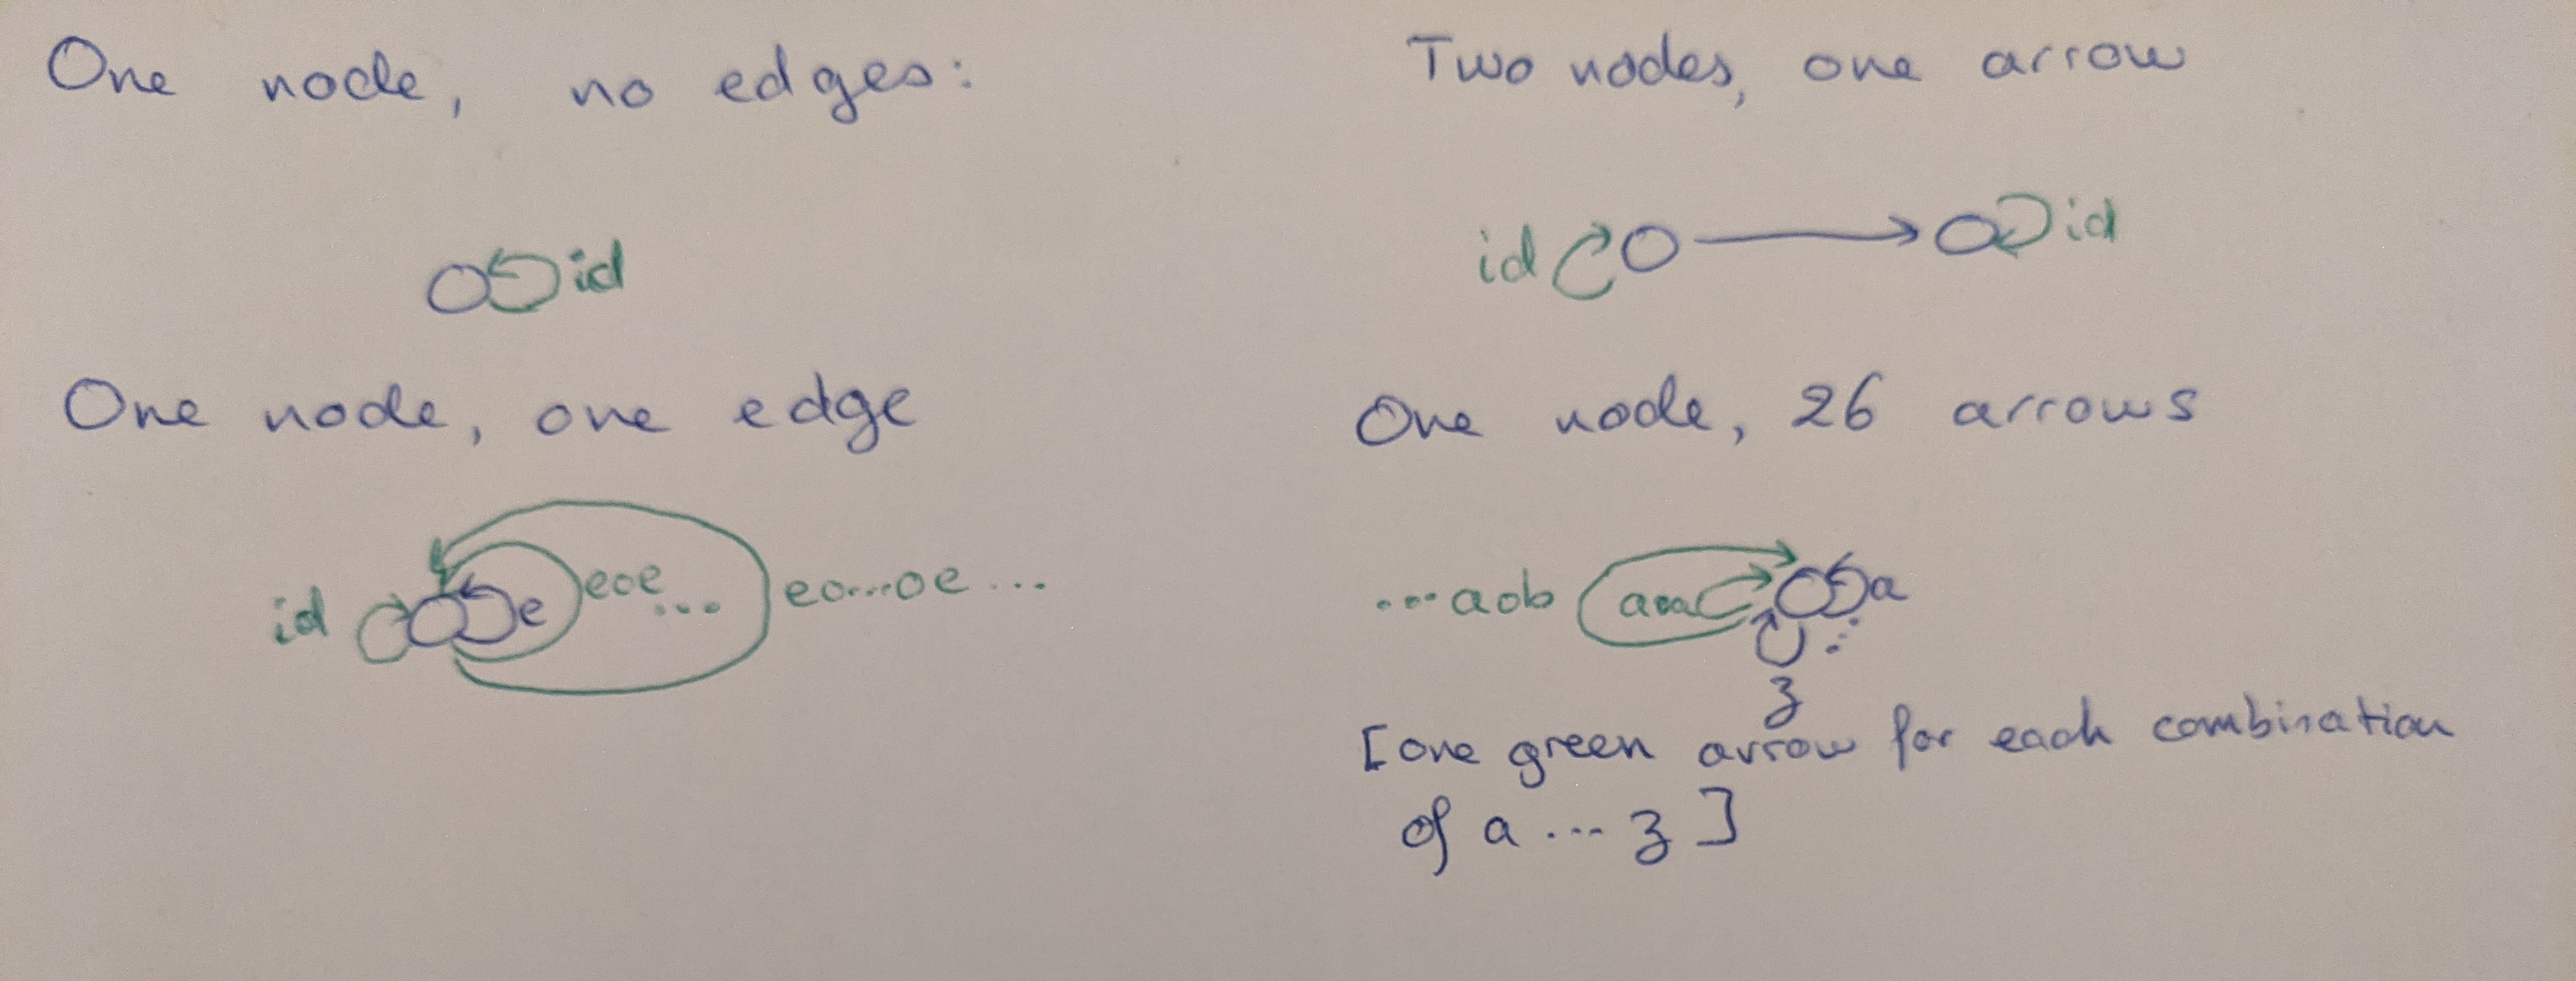 One node, no edges:
Two nodes, one arrow
id
id
id
One node, one edge
One node, 26 arrows
id
e
eoe
...
eo...oe ...
...aob
aoa
a
...
z
[one green arrow for each combination
of a ... z ]